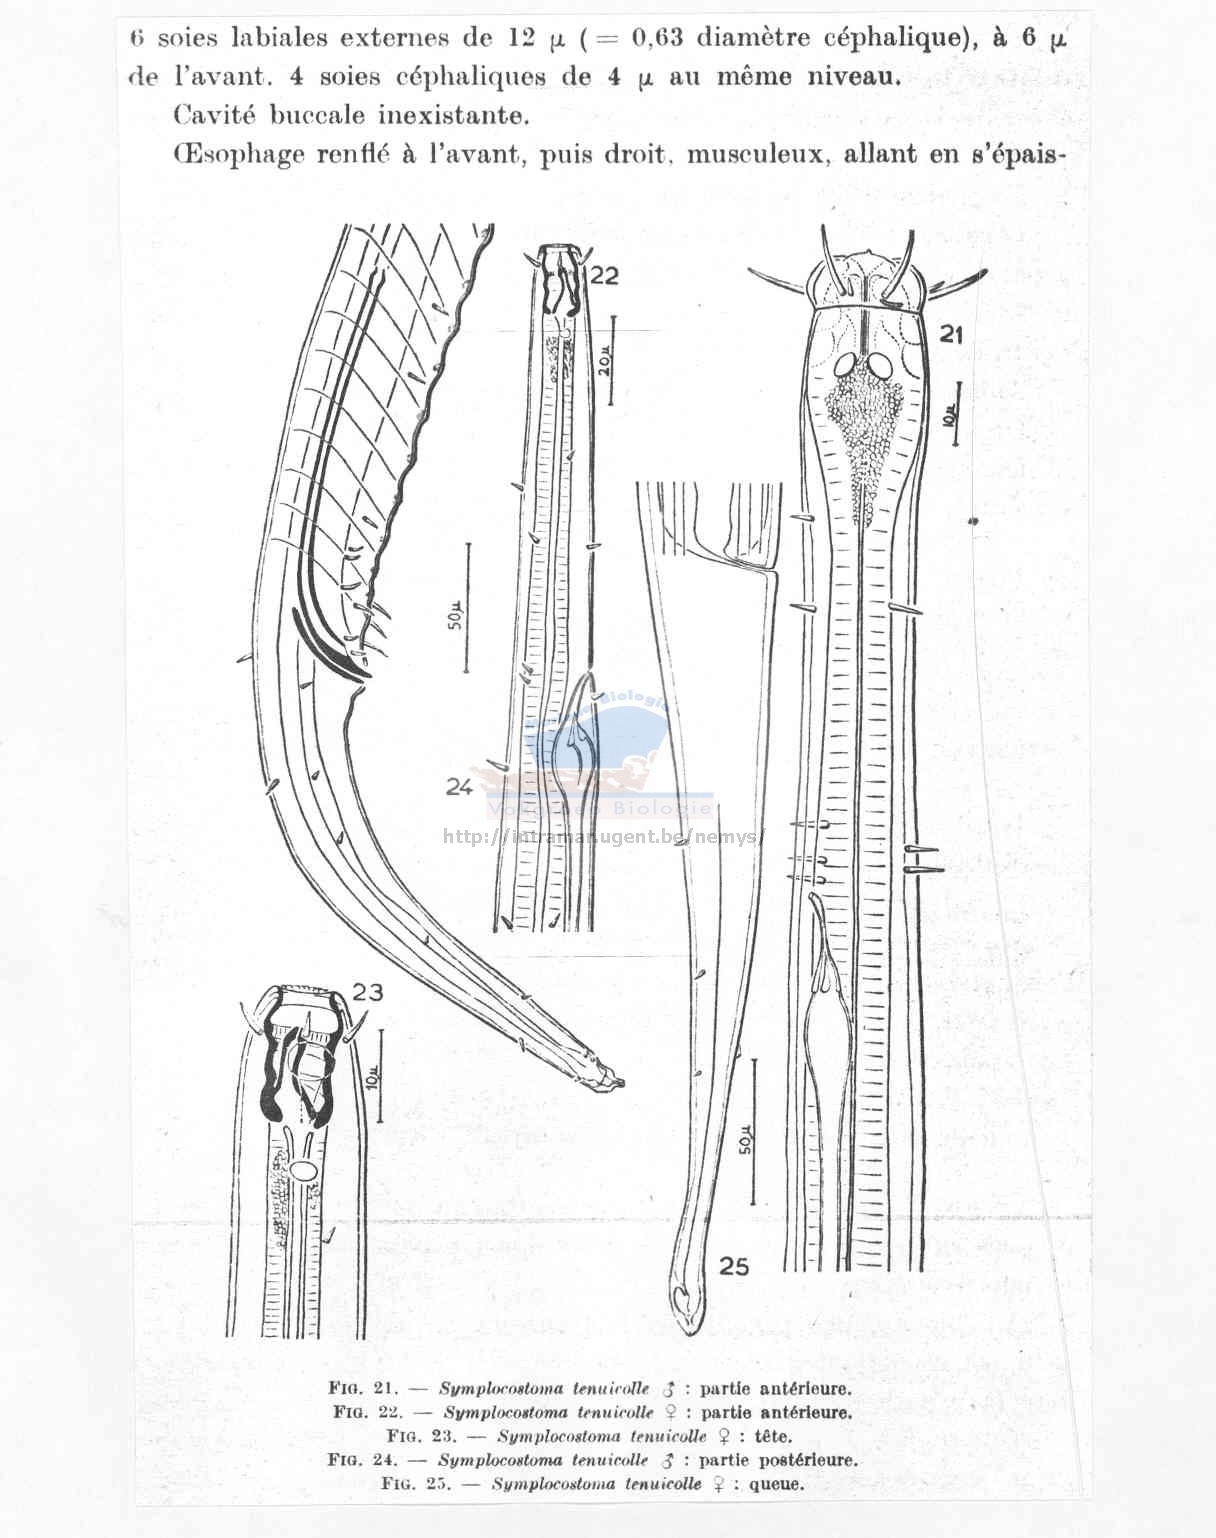 6 soies labiales externes de 12 μ (= 0,63 diamètre céphalique), à 6 μ
de l'avant. 4 soies céphaliques de 4 μ au même niveau.
Cavité buccale inexistante.
Œsophage renflé à l'avant, puis droit, musculeux, allant en s'épais-
22
21
20μ
10μ
50μ
24
Biologie
Vakgroep Biologie
http://intramar.ugent.be/nemys/
23
10μ
50μ
25
FIG. 21. — Symplocostoma tenuicolle ♂ : partie antérieure.
FIG. 22. — Symplocostoma tenuicolle ♀ : partie antérieure.
FIG. 23. — Symplocostoma tenuicolle ♀ : tête.
FIG. 24. — Symplocostoma tenuicolle ♂ : partie postérieure.
FIG. 25. — Symplocostoma tenuicolle ♀ : queue.